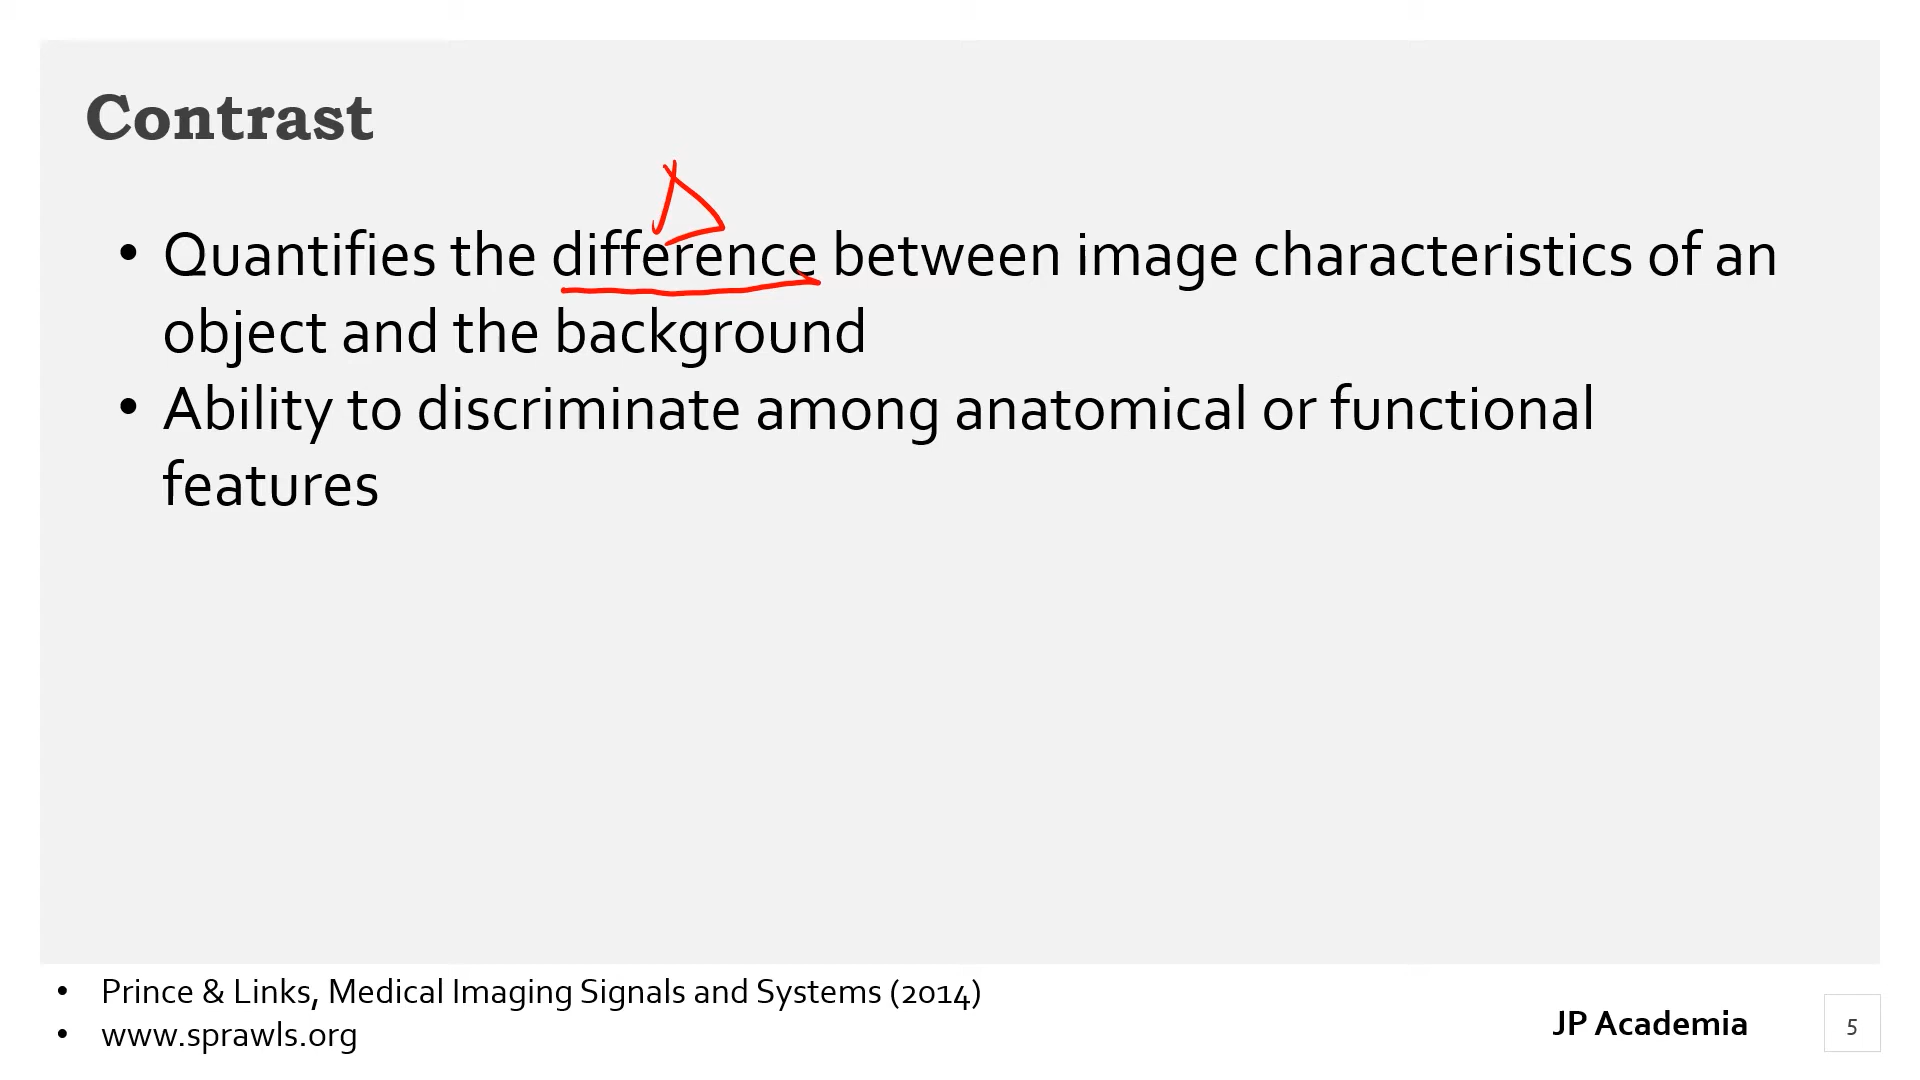 Contrast
Δ
• Quantifies the difference between image characteristics of an
object and the background
• Ability to discriminate among anatomical or functional
features
• Prince & Links, Medical Imaging Signals and Systems (2014)
• www.sprawls.org
JP Academia
5